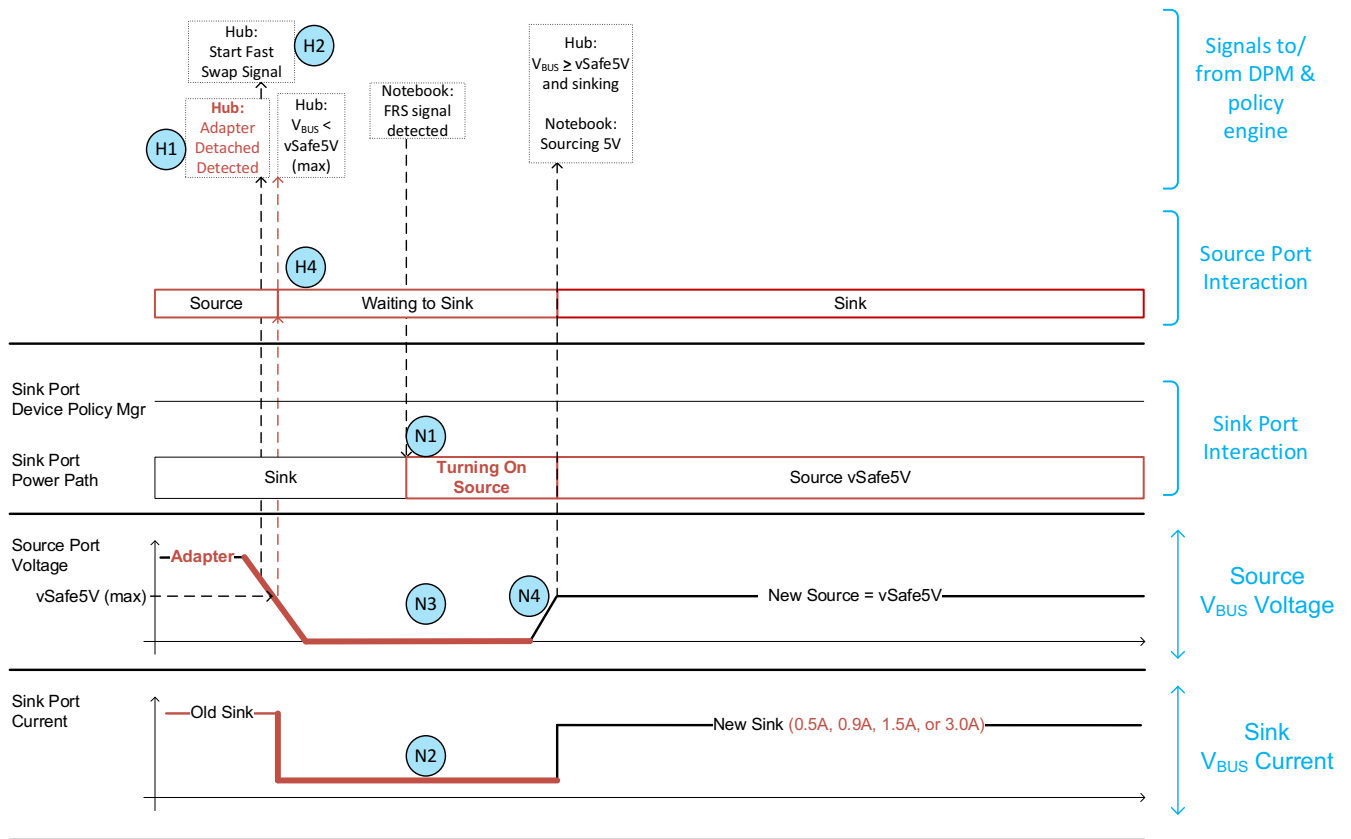 Hub:
Start Fast
Swap Signal
H2
Hub:
Adapter
Detached
Detected
H1
Hub:
VBUS <
vSafe5V
(max)
Notebook:
FRS signal
detected
Hub:
VBUS ≥ vSafe5V
and sinking
Notebook:
Sourcing 5V
Signals to/
from DPM &
policy
engine
H4
Source
Waiting to Sink
Sink
Source Port
Interaction
Sink Port
Device Policy Mgr
N1
Sink Port
Power Path
Sink
Turning On
Source
Source vSafe5V
Sink Port
Interaction
Source Port
Voltage
Adapter
vSafe5V (max)
N3
N4
New Source = vSafe5V
Source
VBUS Voltage
Sink Port
Current
Old Sink
N2
New Sink (0.5A, 0.9A, 1.5A, or 3.0A)
Sink
VBUS Current